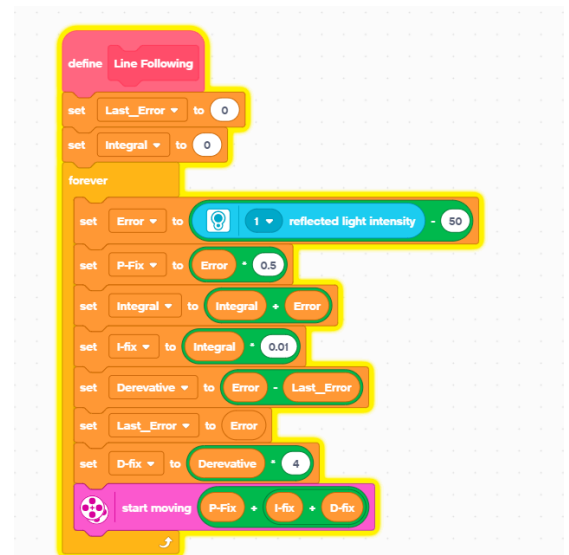 define Line Following
set Last_Error to 0
set Integral to 0
forever
set Error to 1 reflected light intensity - 50
set P-Fix to Error * 0.5
set Integral to Integral + Error
set I-fix to Integral * 0.01
set Derevative to Error - Last_Error
set Last_Error to Error
set D-fix to Derevative * 4
start moving P-Fix + I-fix + D-fix